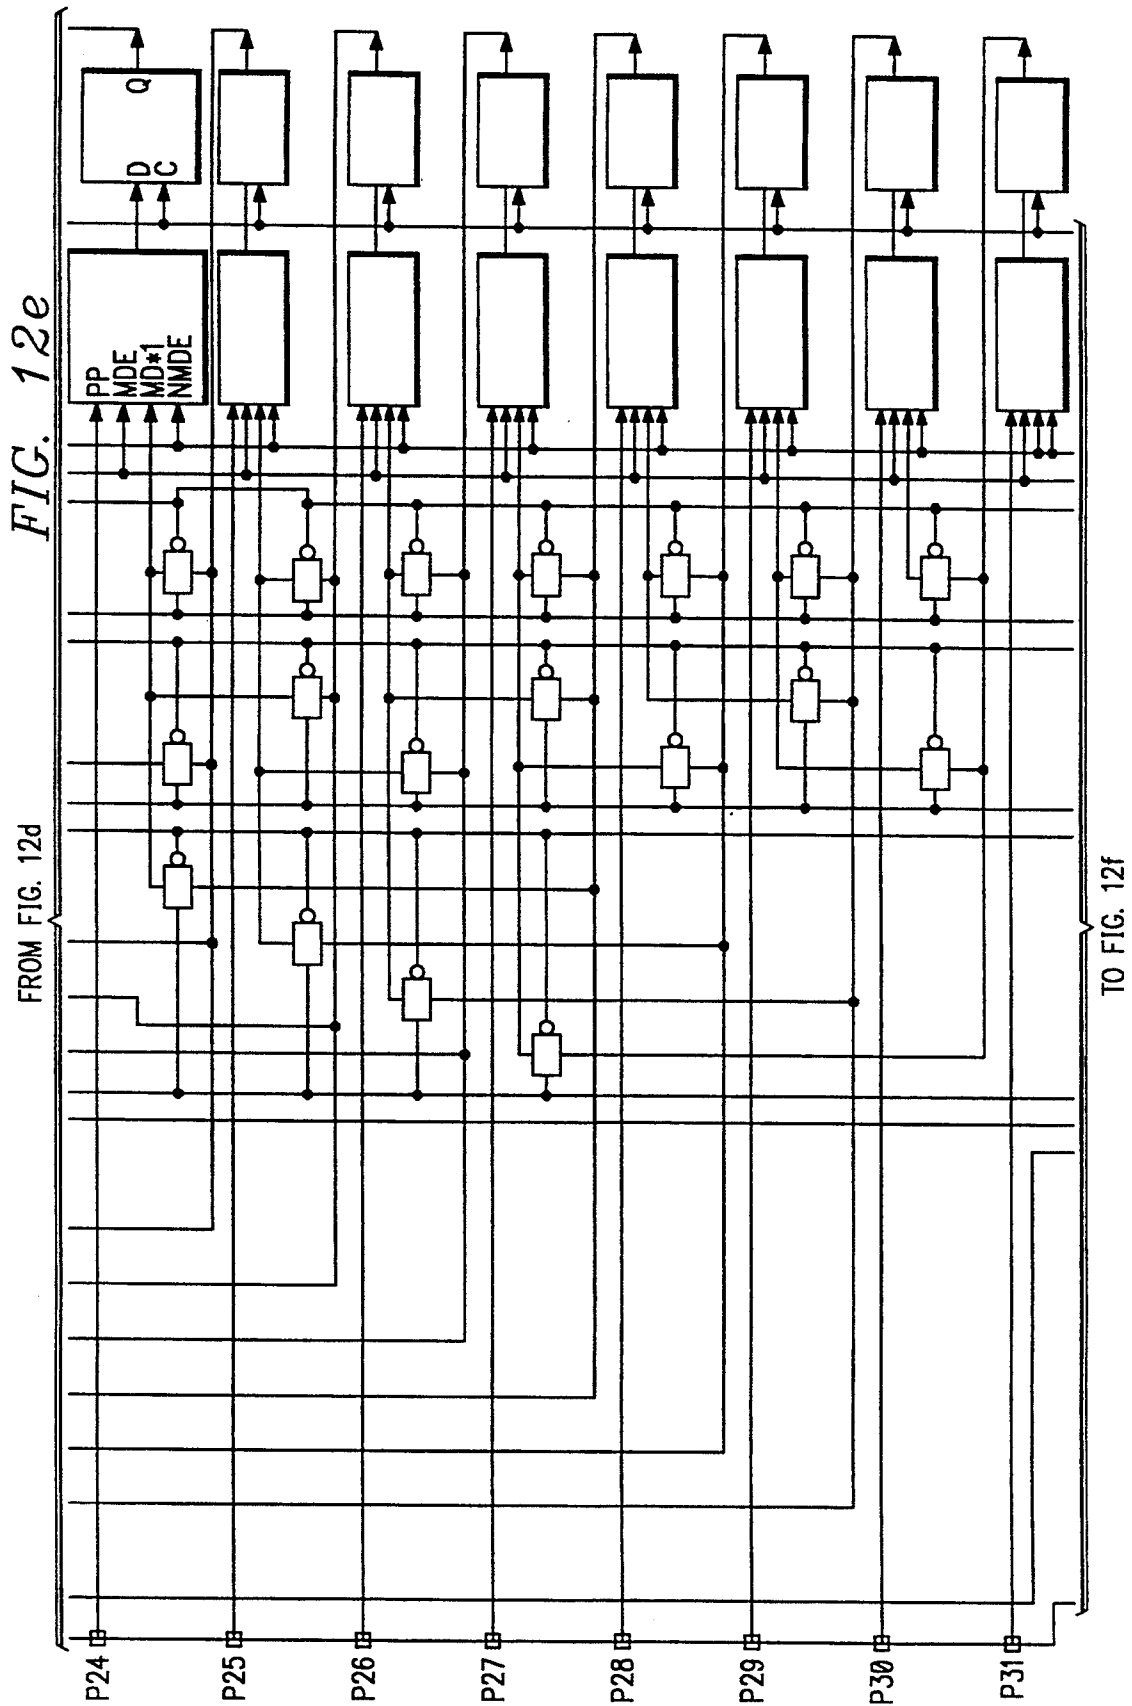 FIG. 12e
FROM FIG. 12d
PP
MDE
MD*1
NMDE
D
C
Q
P24
P25
P26
P27
P28
P29
P30
P31
TO FIG. 12f